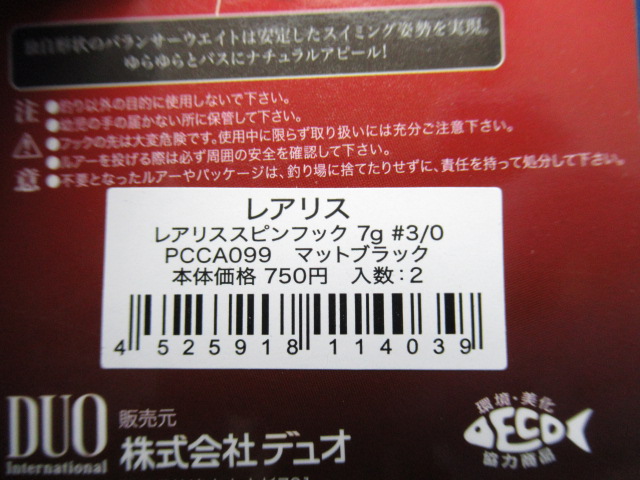 独自形状のバランサーウエイトは安定したスイミング姿勢を実現。
ゆらゆらとバスにナチュラルアピール!
注 ●釣り以外の目的に使用しないで下さい。
●幼児の手の届かない所に保管して下さい。
●フックの先は大変危険です。使用中に限らず取り扱いには充分ご注意下さい。
●ルアーを投げる際は必ず周囲の安全を確認して下さい。
意 ●不要となったルアーやパッケージは、釣り場に捨てたりせずに、責任を持って処分して下さい。
レアリス
レアリススピンフック 7g #3/0
PCCA099 マットブラック
本体価格 750円 入数:2
4 525918 114039
DUO
International
販売元
株式会社デュオ
環境・美化
ECO
協力商品